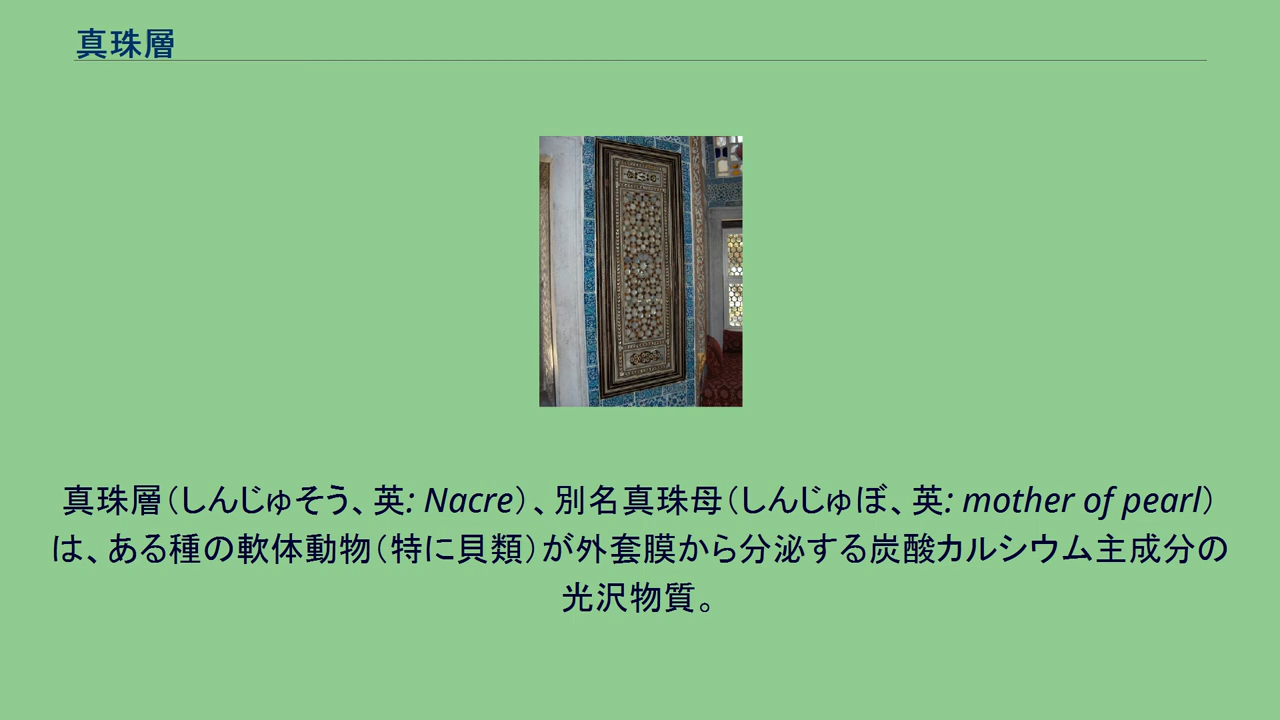 真珠層
真珠層（しんじゅそう、英: Nacre）、別名真珠母（しんじゅぼ、英: mother of pearl）
は、ある種の軟体動物（特に貝類）が外套膜から分泌する炭酸カルシウム主成分の
光沢物質。